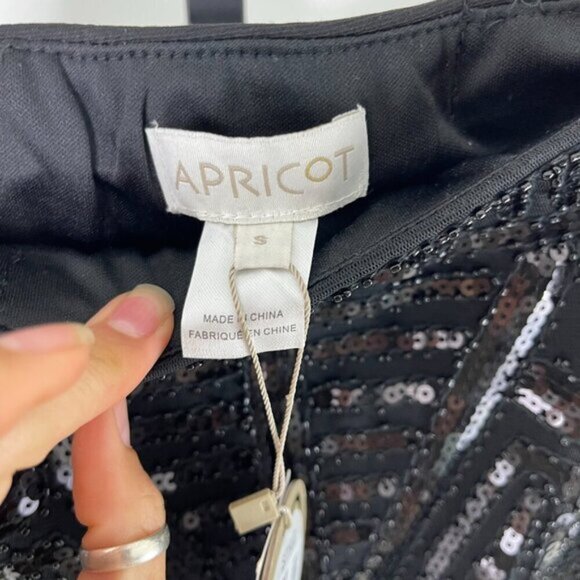 APRICOT
S
MADE IN CHINA
FABRIQUÉ EN CHINE